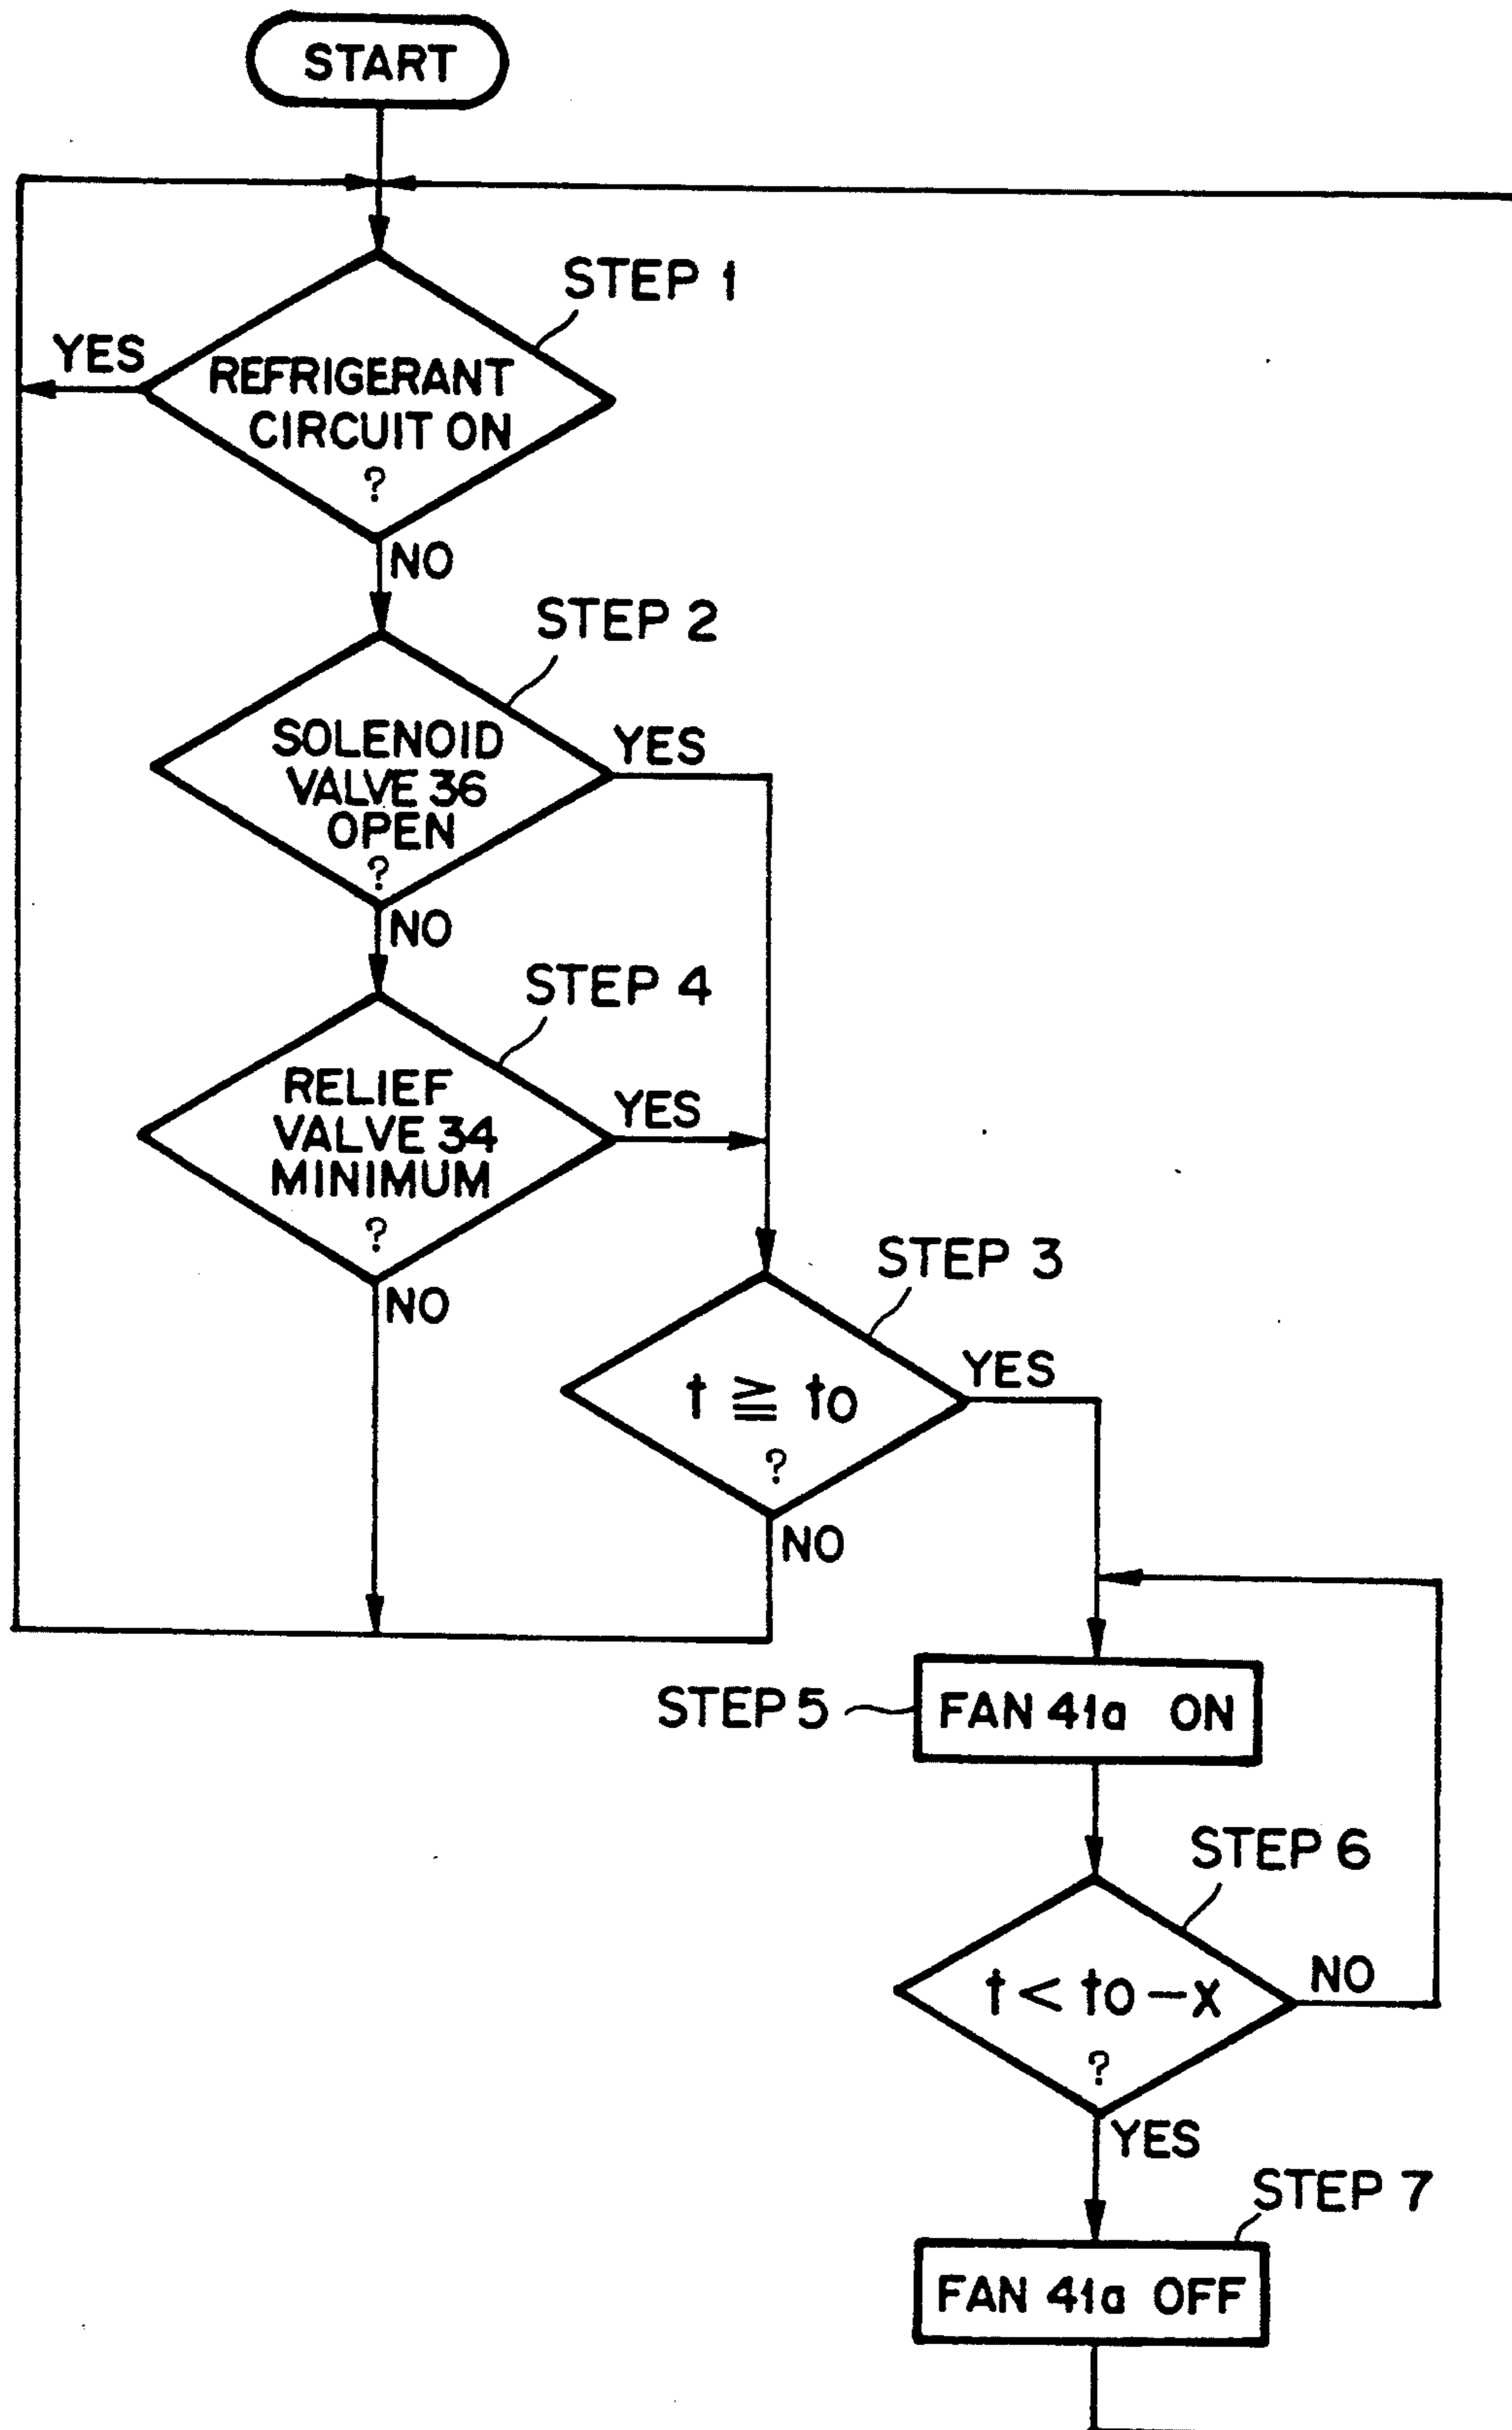 START
STEP 1
YES
REFRIGERANT
CIRCUIT ON
?
NO
STEP 2
SOLENOID
VALVE 36
OPEN
?
YES
NO
STEP 4
RELIEF
VALVE 34
MINIMUM
?
YES
NO
STEP 3
t ≧ to
?
YES
NO
STEP 5
FAN 41a ON
STEP 6
t < to - x
?
NO
YES
STEP 7
FAN 41a OFF